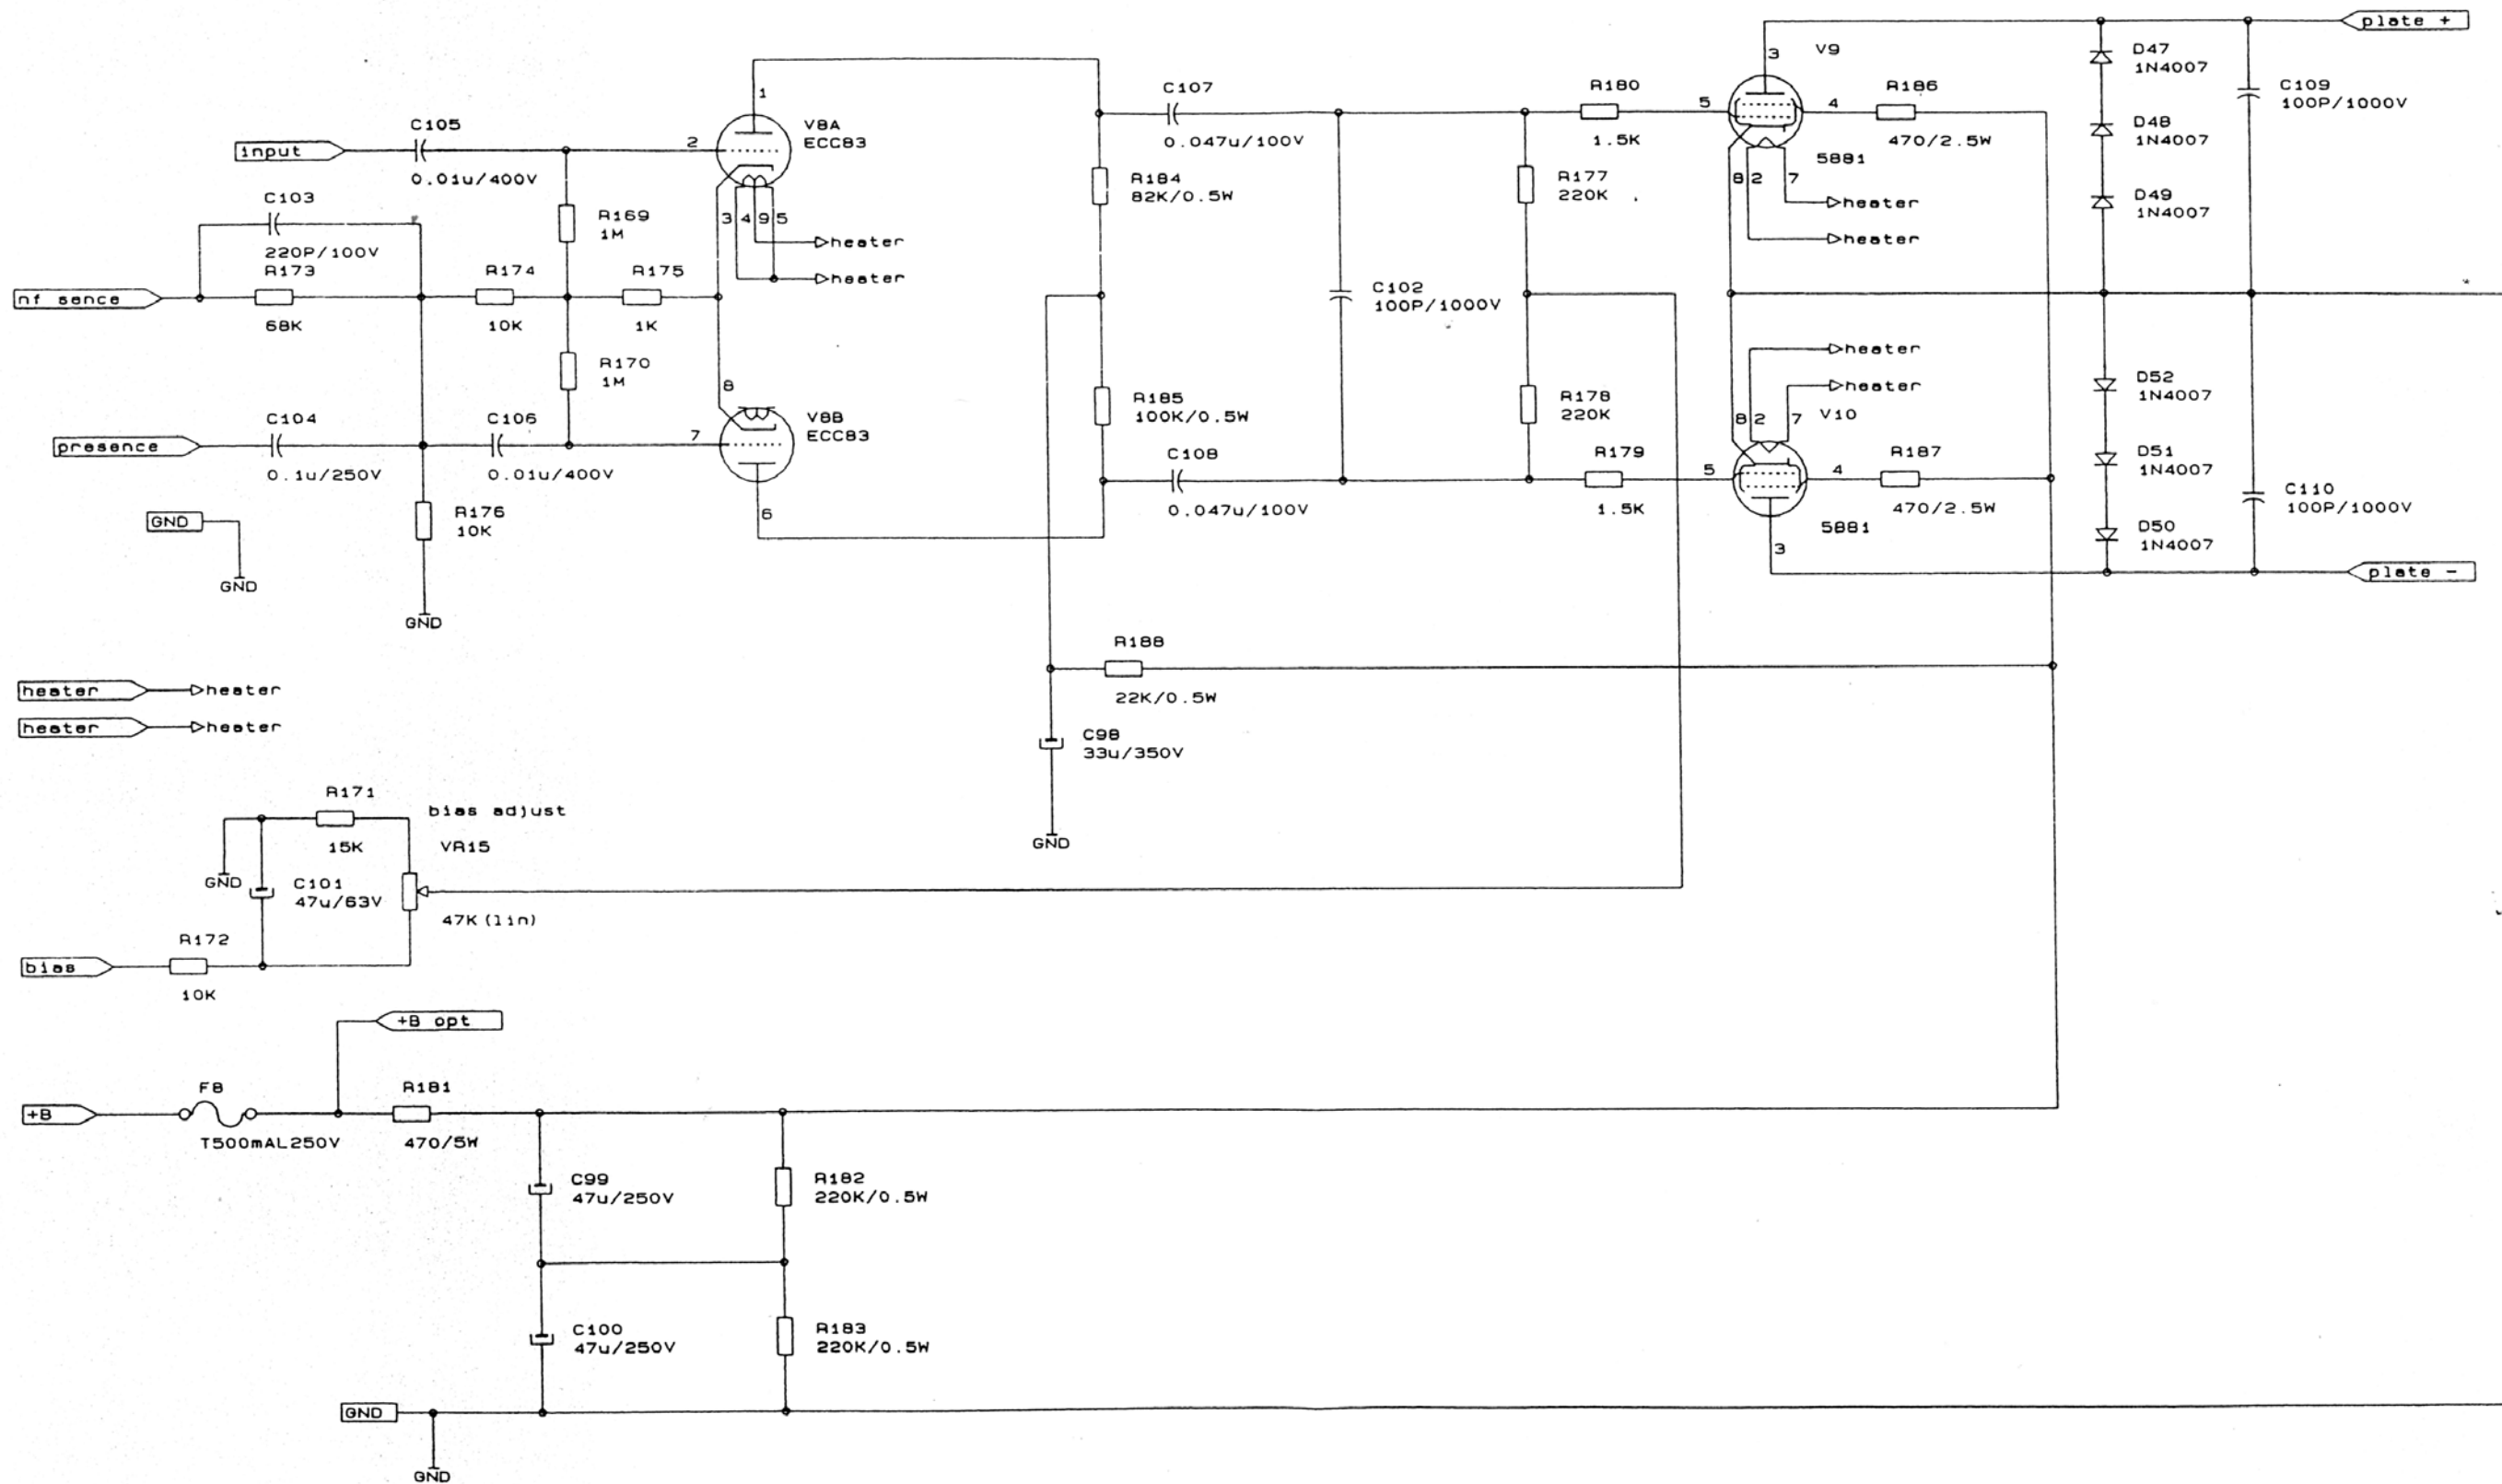 plate +
V9
3
D47
1N4007
C109
100P/1000V
D48
1N4007
D49
1N4007
1
V8A
ECC83
C105
input
0.01u/400V
2
C107
0.047u/100V
R180
1.5K
5
4
R186
470/2.5W
5881
8 2 7
heater
heater
R184
82K/0.5W
R177
220K
C103
220P/100V
R169
1M
3 4 9 5
heater
heater
nf sence
R173
68K
R174
10K
R175
1K
C102
100P/1000V
R170
1M
8
V8B
ECC83
7
6
R185
100K/0.5W
R178
220K
heater
heater
8 2 7
V10
D52
1N4007
D51
1N4007
D50
1N4007
C110
100P/1000V
presence
C104
0.1u/250V
C106
0.01u/400V
C108
0.047u/100V
R179
1.5K
5
4
R187
470/2.5W
5881
3
plate -
GND
GND
R176
10K
GND
R188
22K/0.5W
heater
heater
heater
heater
C98
33u/350V
GND
R171
15K
bias adjust
VR15
47K(lin)
GND
C101
47u/63V
R172
bias
10K
+B opt
+B
F8
T500mAL250V
R181
470/5W
C99
47u/250V
R182
220K/0.5W
C100
47u/250V
R183
220K/0.5W
GND
GND